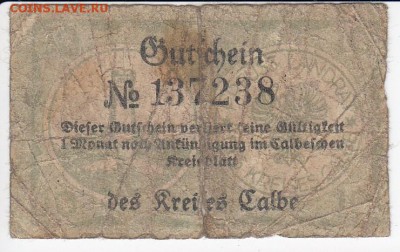 COINS.LAVE.RU
Gutschein
№ 137238
Dieser Gutschein verliert seine Gültigkeit
1 Monat nach Ankündigung im Calbeschen
Kreisblatt
des Kreises Calbe